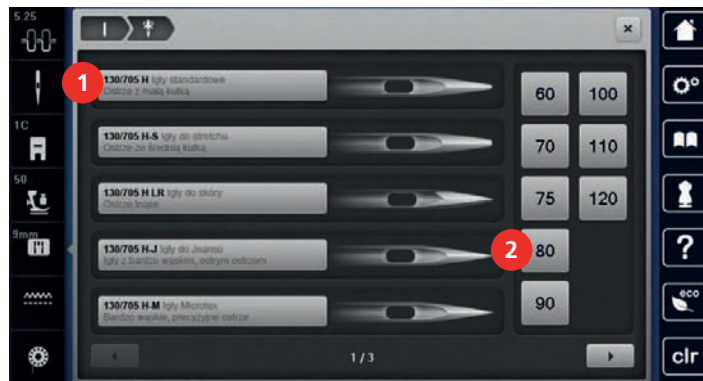 5.25
1
130/705 H Igły standardowe
Ostrze z małą kulką
60
100
1C
130/705 H-S Igły do stretchu
Ostrze ze średnią kulką
70
110
50
130/705 H LR Igły do skóry
Ostrze tnące
75
120
9mm
130/705 H-J Igły do Jeansu
Igły z bardzo wąskim, ostrym ostrzem
2
80
?
130/705 H-M Igły Microtex
Bardzo wąskie, precyzyjne ostrze
90
eco
1 / 3
clr